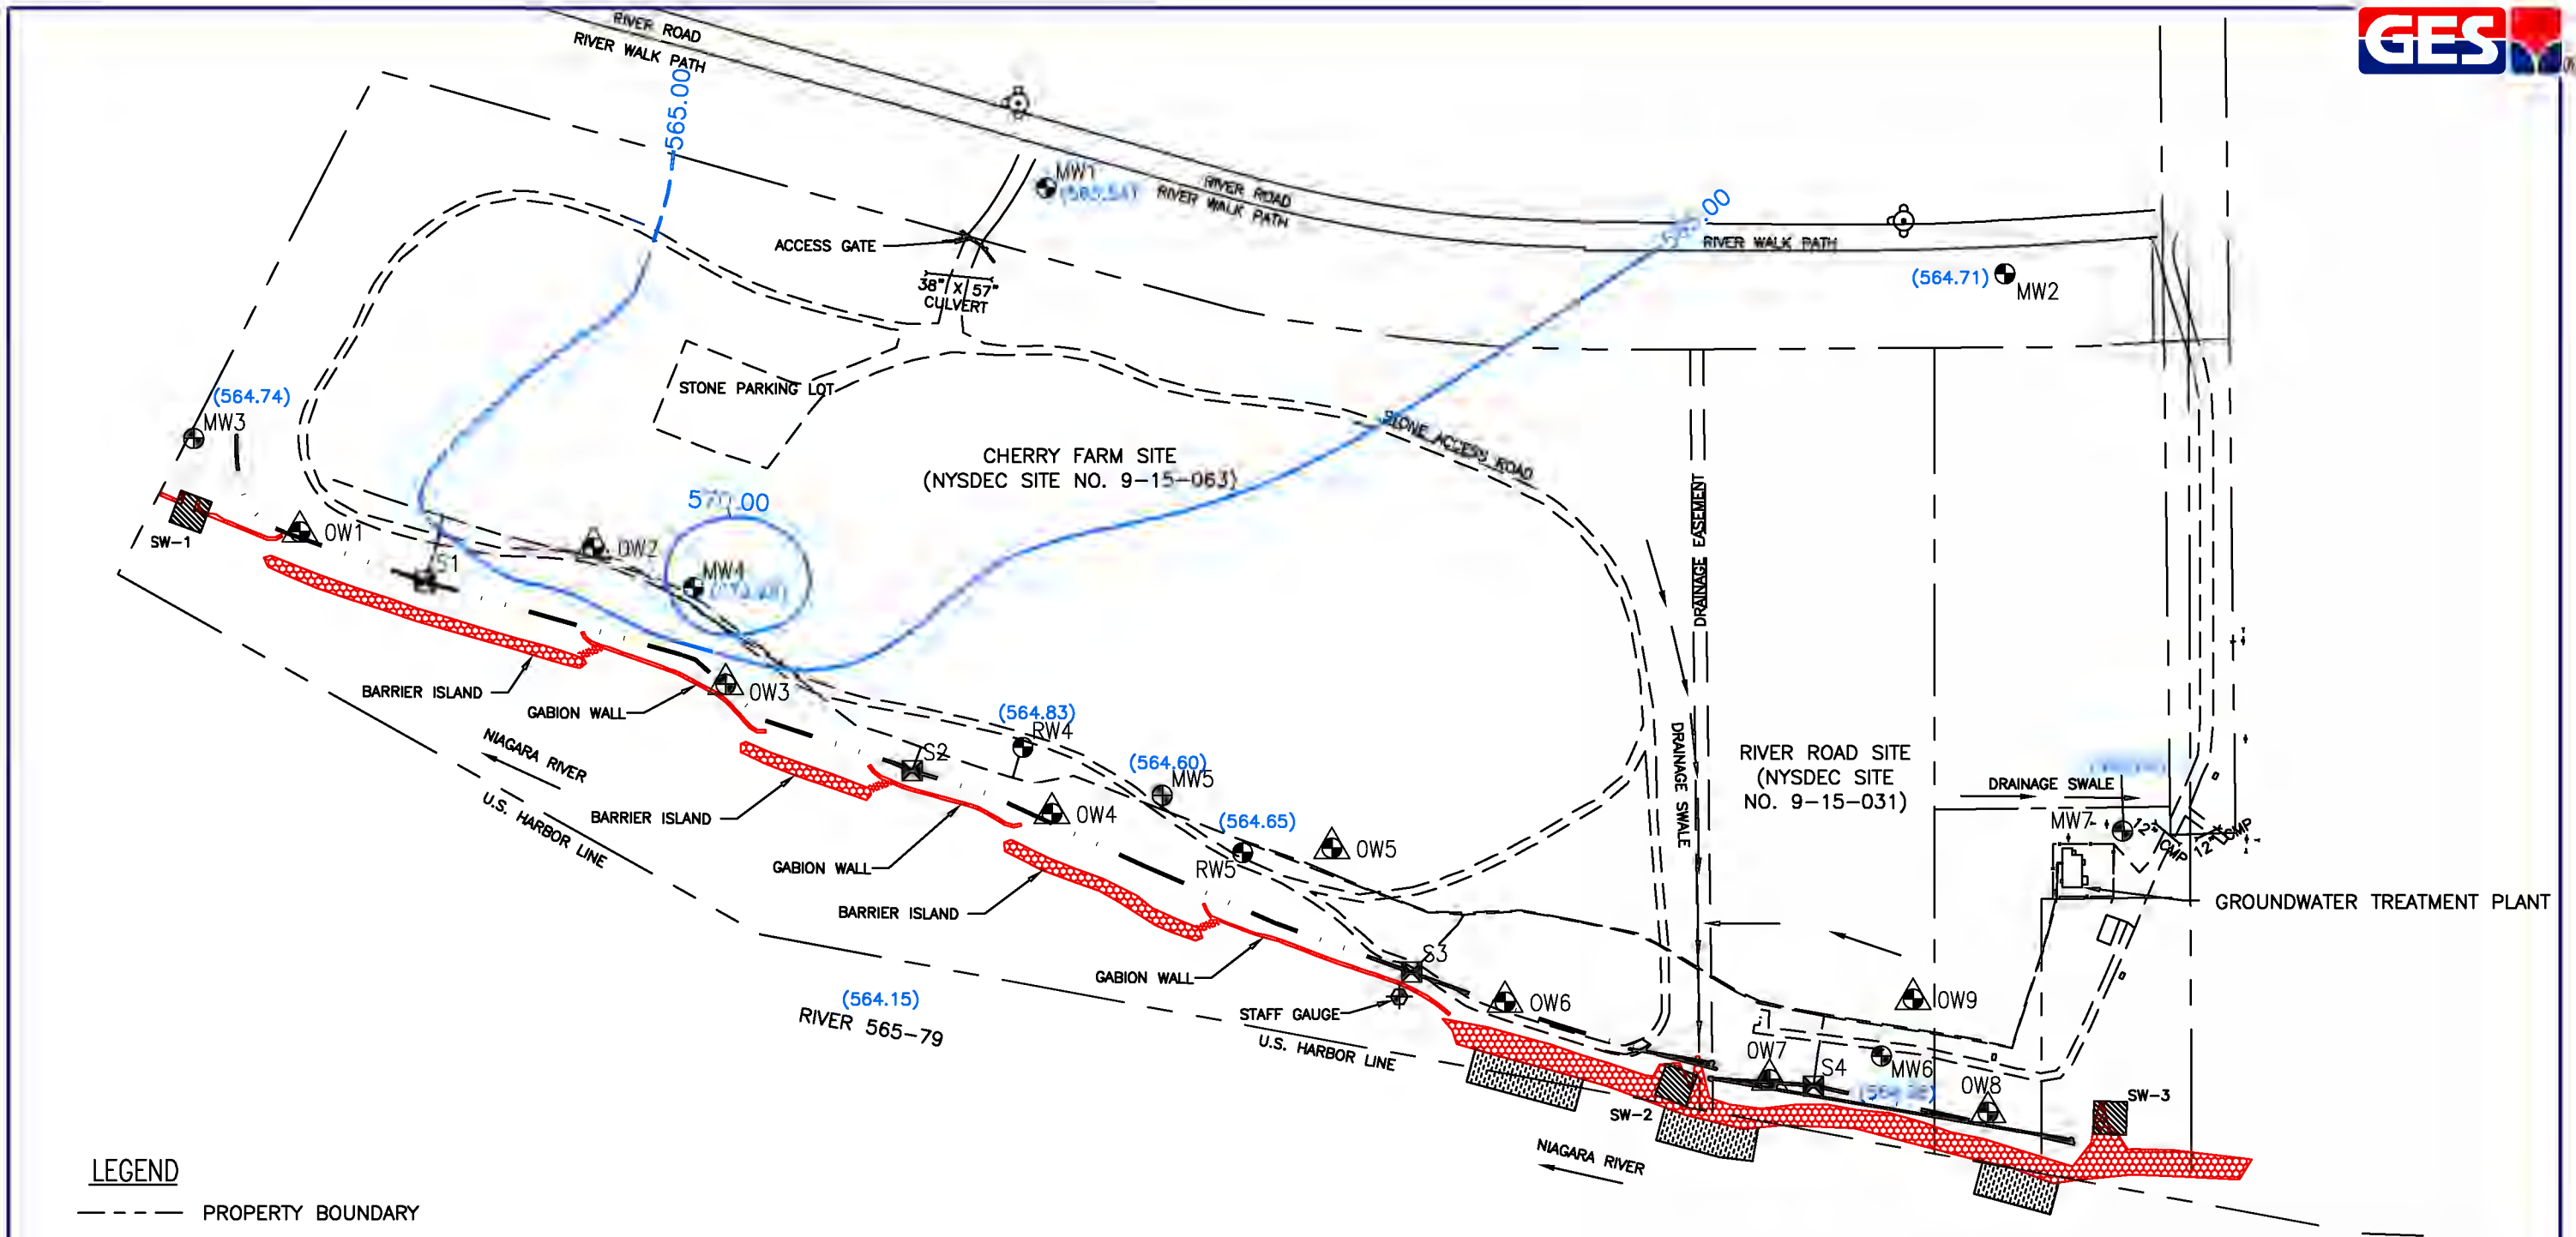 GES
RIVER ROAD
RIVER WALK PATH
565.00
MW1
RIVER ROAD
RIVER WALK PATH
ACCESS GATE
38" X 57"
CULVERT
.00
RIVER WALK PATH
(564.71)
MW2
STONE PARKING LOT
(564.74)
MW3
CHERRY FARM SITE
(NYSDEC SITE NO. 9-15-063)
STONE ACCESS ROAD
DRAINAGE EASEMENT
SW-1
OW1
S1
OW2
MW4
BARRIER ISLAND
GABION WALL
OW3
NIAGARA RIVER
U.S. HARBOR LINE
(564.83)
RW4
S2
(564.60)
MW5
BARRIER ISLAND
OW4
(564.65)
RW5
OW5
GABION WALL
BARRIER ISLAND
DRAINAGE SWALE
RIVER ROAD SITE
(NYSDEC SITE
NO. 9-15-031)
DRAINAGE SWALE
MW7
12" CMP
12" CMP
GROUNDWATER TREATMENT PLANT
GABION WALL
S3
(564.15)
RIVER 565-79
STAFF GAUGE
OW6
U.S. HARBOR LINE
OW9
OW7
S4
MW6
OW8
SW-2
SW-3
NIAGARA RIVER
LEGEND
PROPERTY BOUNDARY